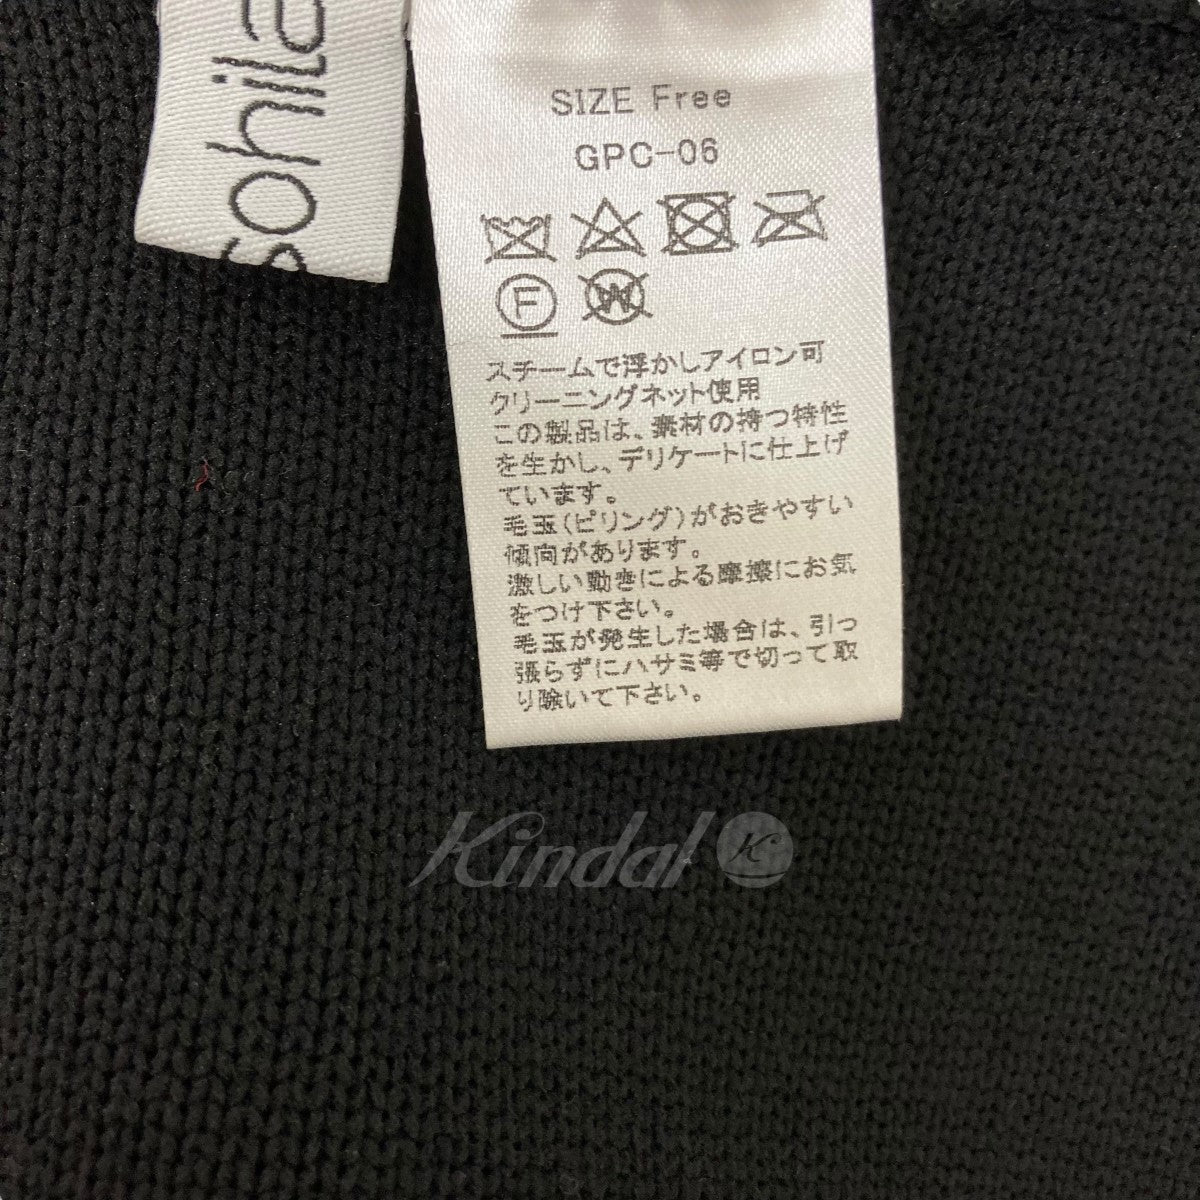 sohila
SIZE Free
GPC-06
F
W
スチームで浮かしアイロン可
クリーニングネット使用
この製品は、素材の持つ特性
を生かし、デリケートに仕上げ
ています。
毛玉(ピリング)がおきやすい
傾向があります。
激しい動きによる摩擦にお気
をつけ下さい。
毛玉が発生した場合は、引っ
張らずにハサミ等で切って取
り除いて下さい。
Kindal
K